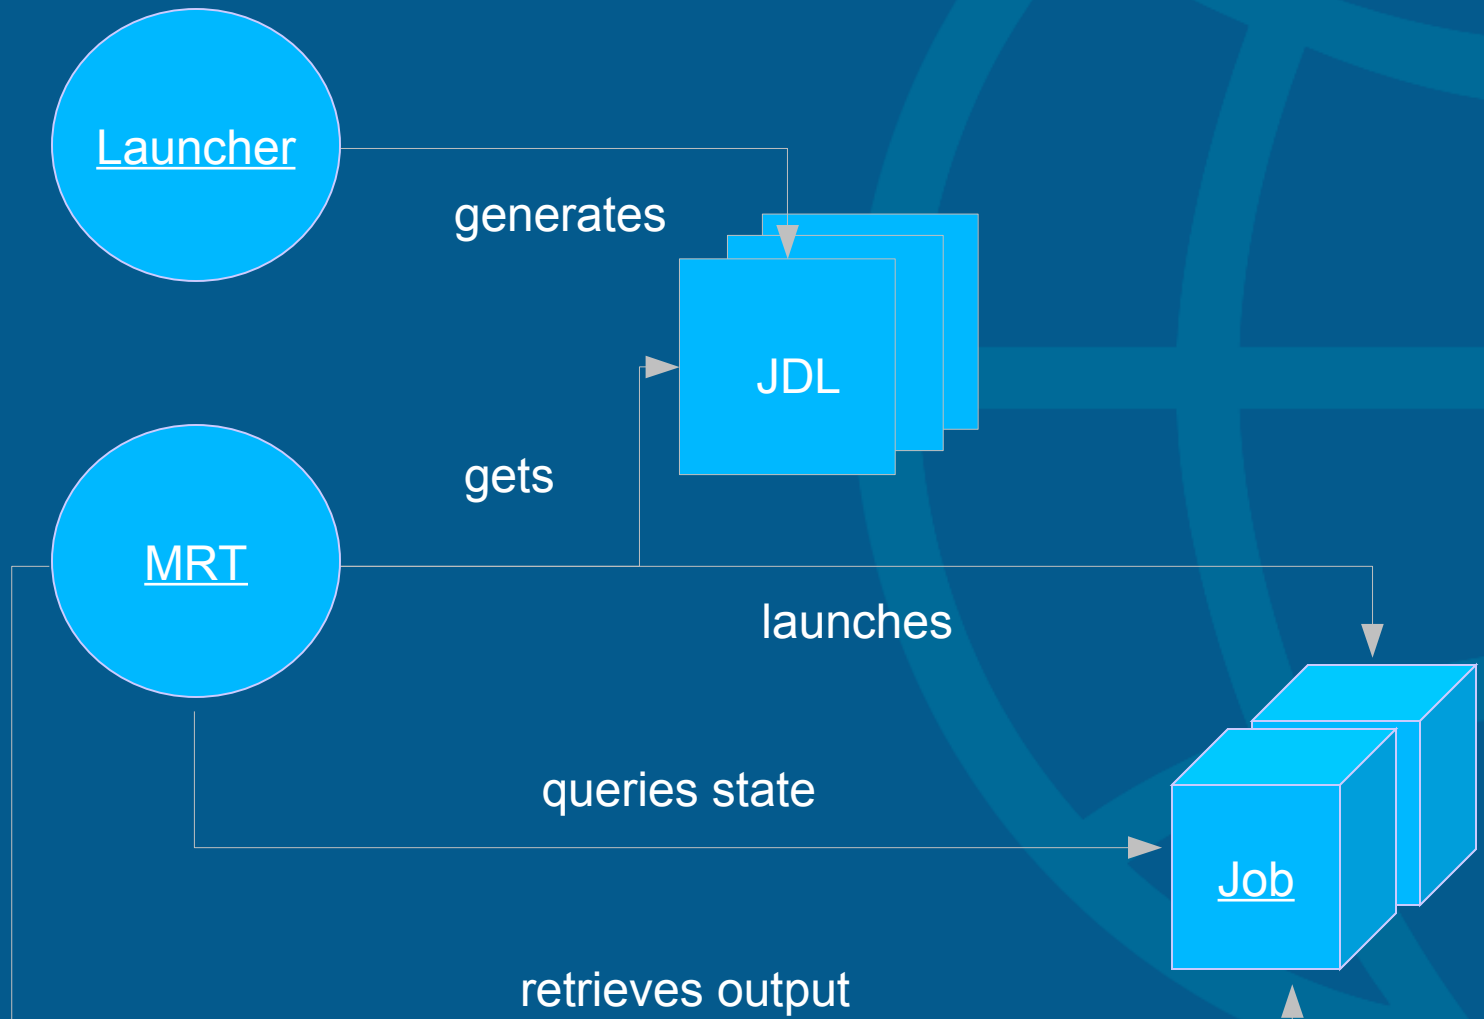 Launcher
generates
JDL
gets
MRT
launches
queries state
Job
retrieves output